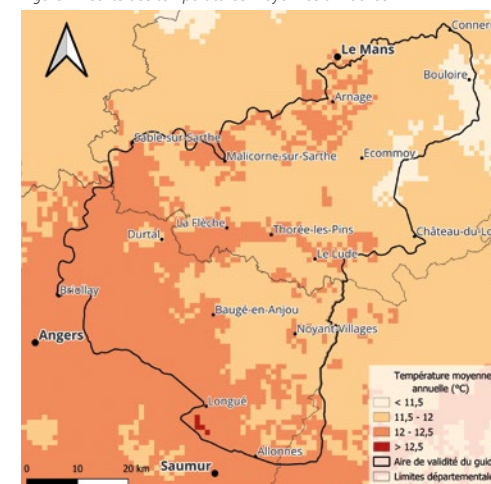 Conner
Le Mans
Bouloire
Arnage
Sablé-sur-Sarthe
Malicorne-sur-Sarthe
Ecommoy
La Flèche
Thorée-les-Pins
Durtal
Château-du-Lo
Le Lude
Briollay
Baugé-en-Anjou
Noyant-Villages
Angers
Longué
Allonnes
Saumur
0 10 20 km
Température moyenne
annuelle (°C)
< 11,5
11,5 - 12
12 - 12,5
> 12,5
Aire de validité du guid
Limites départementale